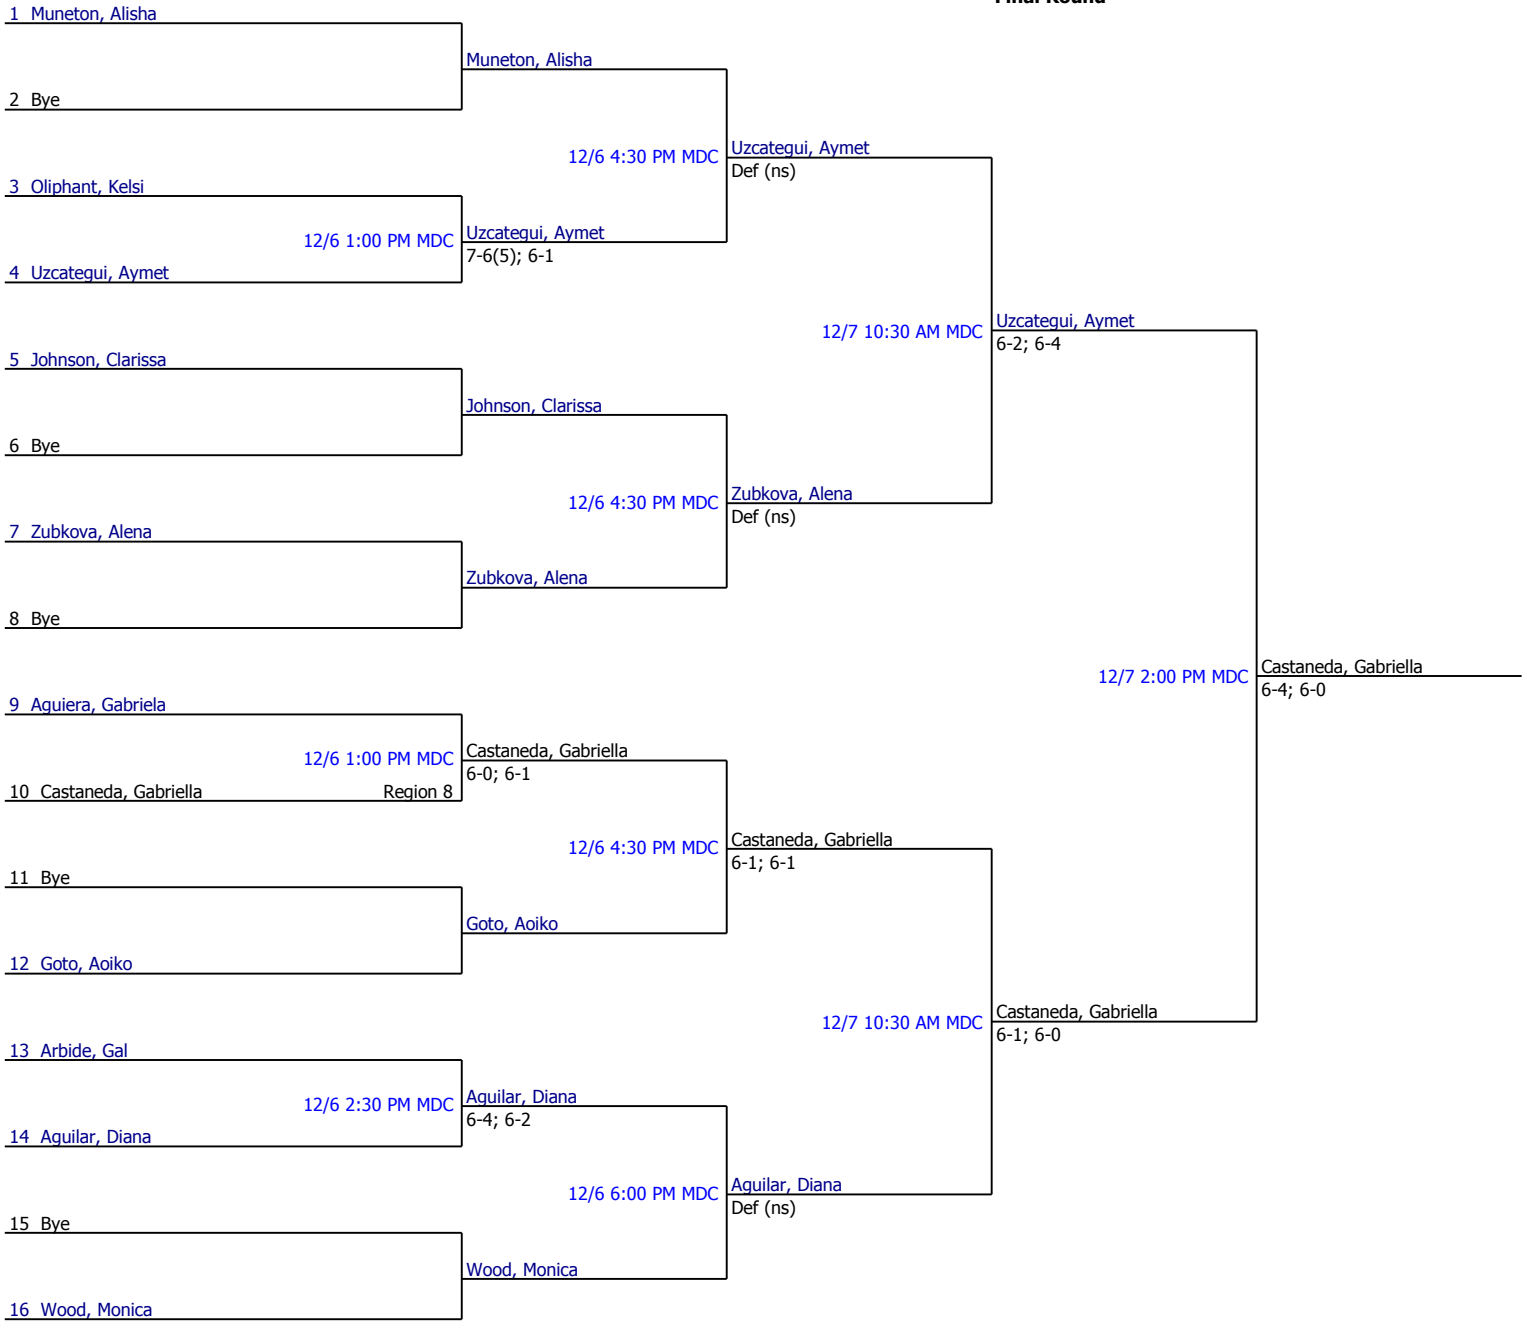 Final Round
1 Muneton, Alisha
Muneton, Alisha
2 Bye
12/6 4:30 PM MDC
Uzcategui, Aymet
Def (ns)
3 Oliphant, Kelsi
12/6 1:00 PM MDC
Uzcategui, Aymet
7-6(5); 6-1
4 Uzcategui, Aymet
12/7 10:30 AM MDC
Uzcategui, Aymet
6-2; 6-4
5 Johnson, Clarissa
Johnson, Clarissa
6 Bye
12/6 4:30 PM MDC
Zubkova, Alena
Def (ns)
7 Zubkova, Alena
Zubkova, Alena
8 Bye
12/7 2:00 PM MDC
Castaneda, Gabriella
6-4; 6-0
9 Aguiera, Gabriela
12/6 1:00 PM MDC
Castaneda, Gabriella
6-0; 6-1
10 Castaneda, Gabriella Region 8
12/6 4:30 PM MDC
Castaneda, Gabriella
6-1; 6-1
11 Bye
Goto, Aoiko
12 Goto, Aoiko
12/7 10:30 AM MDC
Castaneda, Gabriella
6-1; 6-0
13 Arbide, Gal
12/6 2:30 PM MDC
Aguilar, Diana
6-4; 6-2
14 Aguilar, Diana
12/6 6:00 PM MDC
Aguilar, Diana
Def (ns)
15 Bye
Wood, Monica
16 Wood, Monica